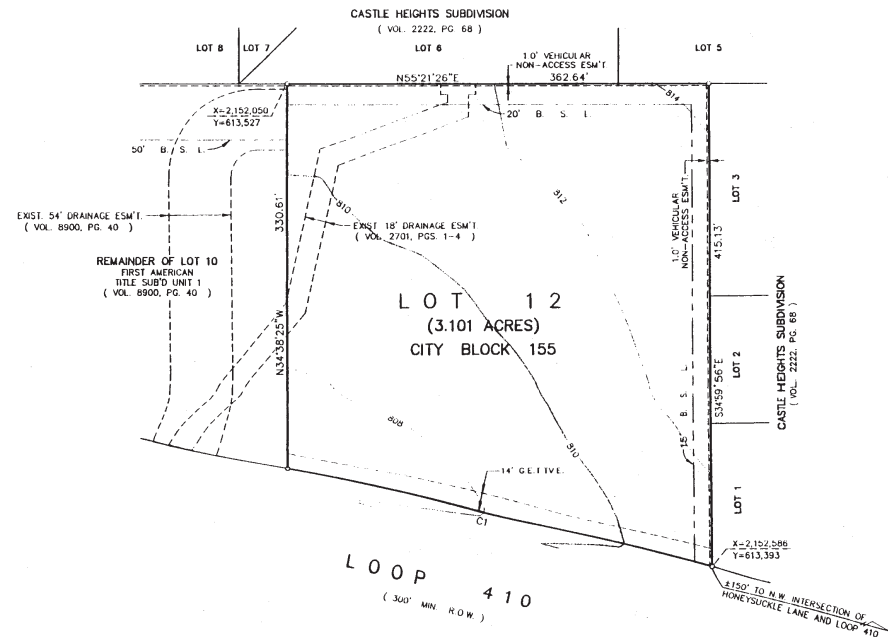 CASTLE HEIGHTS SUBDIVISION
( VOL. 2222, PG. 68 )
LOT 8
LOT 7
LOT 6
LOT 5
1.0' VEHICULAR
NON-ACCESS ESM'T
N55°21'26"E
362.64'
814
X=2,152,050
Y=613,527
20' B. S. L.
50' B. S. L.
812
810
330.61'
N34°38'25"W
EXIST. 54' DRAINAGE ESM'T.
( VOL. 8900, PG. 40 )
EXIST 18' DRAINAGE ESM'T
( VOL. 2701, PGS. 1-4 )
1.0' VEHICULAR
NON-ACCESS ESM'T.
LOT 3
415.13'
REMAINDER OF LOT 10
FIRST AMERICAN
TITLE SUB'D UNIT 1
( VOL. 8900, PG. 40 )
LOT 12
(3.101 ACRES)
CITY BLOCK 155
S34°59'56"E
LOT 2
CASTLE HEIGHTS SUBDIVISION
( VOL. 2222, PG. 68 )
15' B. S. L.
808
810
14' G.E.T.TVE.
C1
LOT 1
X=2,152,586
Y=613,393
LOOP 410
( 300' MIN. R.O.W. )
±150' TO N.W. INTERSECTION OF
HONEYSUCKLE LANE AND LOOP 410